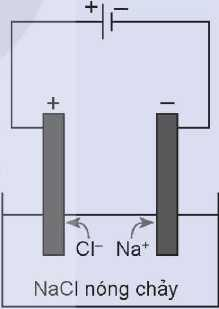 + −
+ −
Cl⁻ Na⁺
NaCl nóng chảy